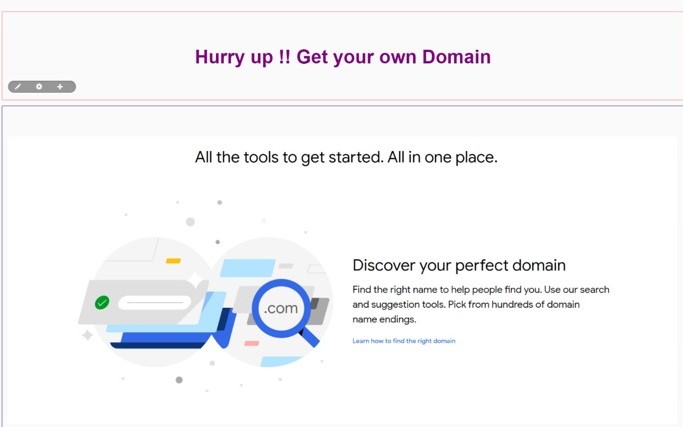 Hurry up !! Get your own Domain
All the tools to get started. All in one place.
.com
Discover your perfect domain
Find the right name to help people find you. Use our search
and suggestion tools. Pick from hundreds of domain
name endings.
Learn how to find the right domain